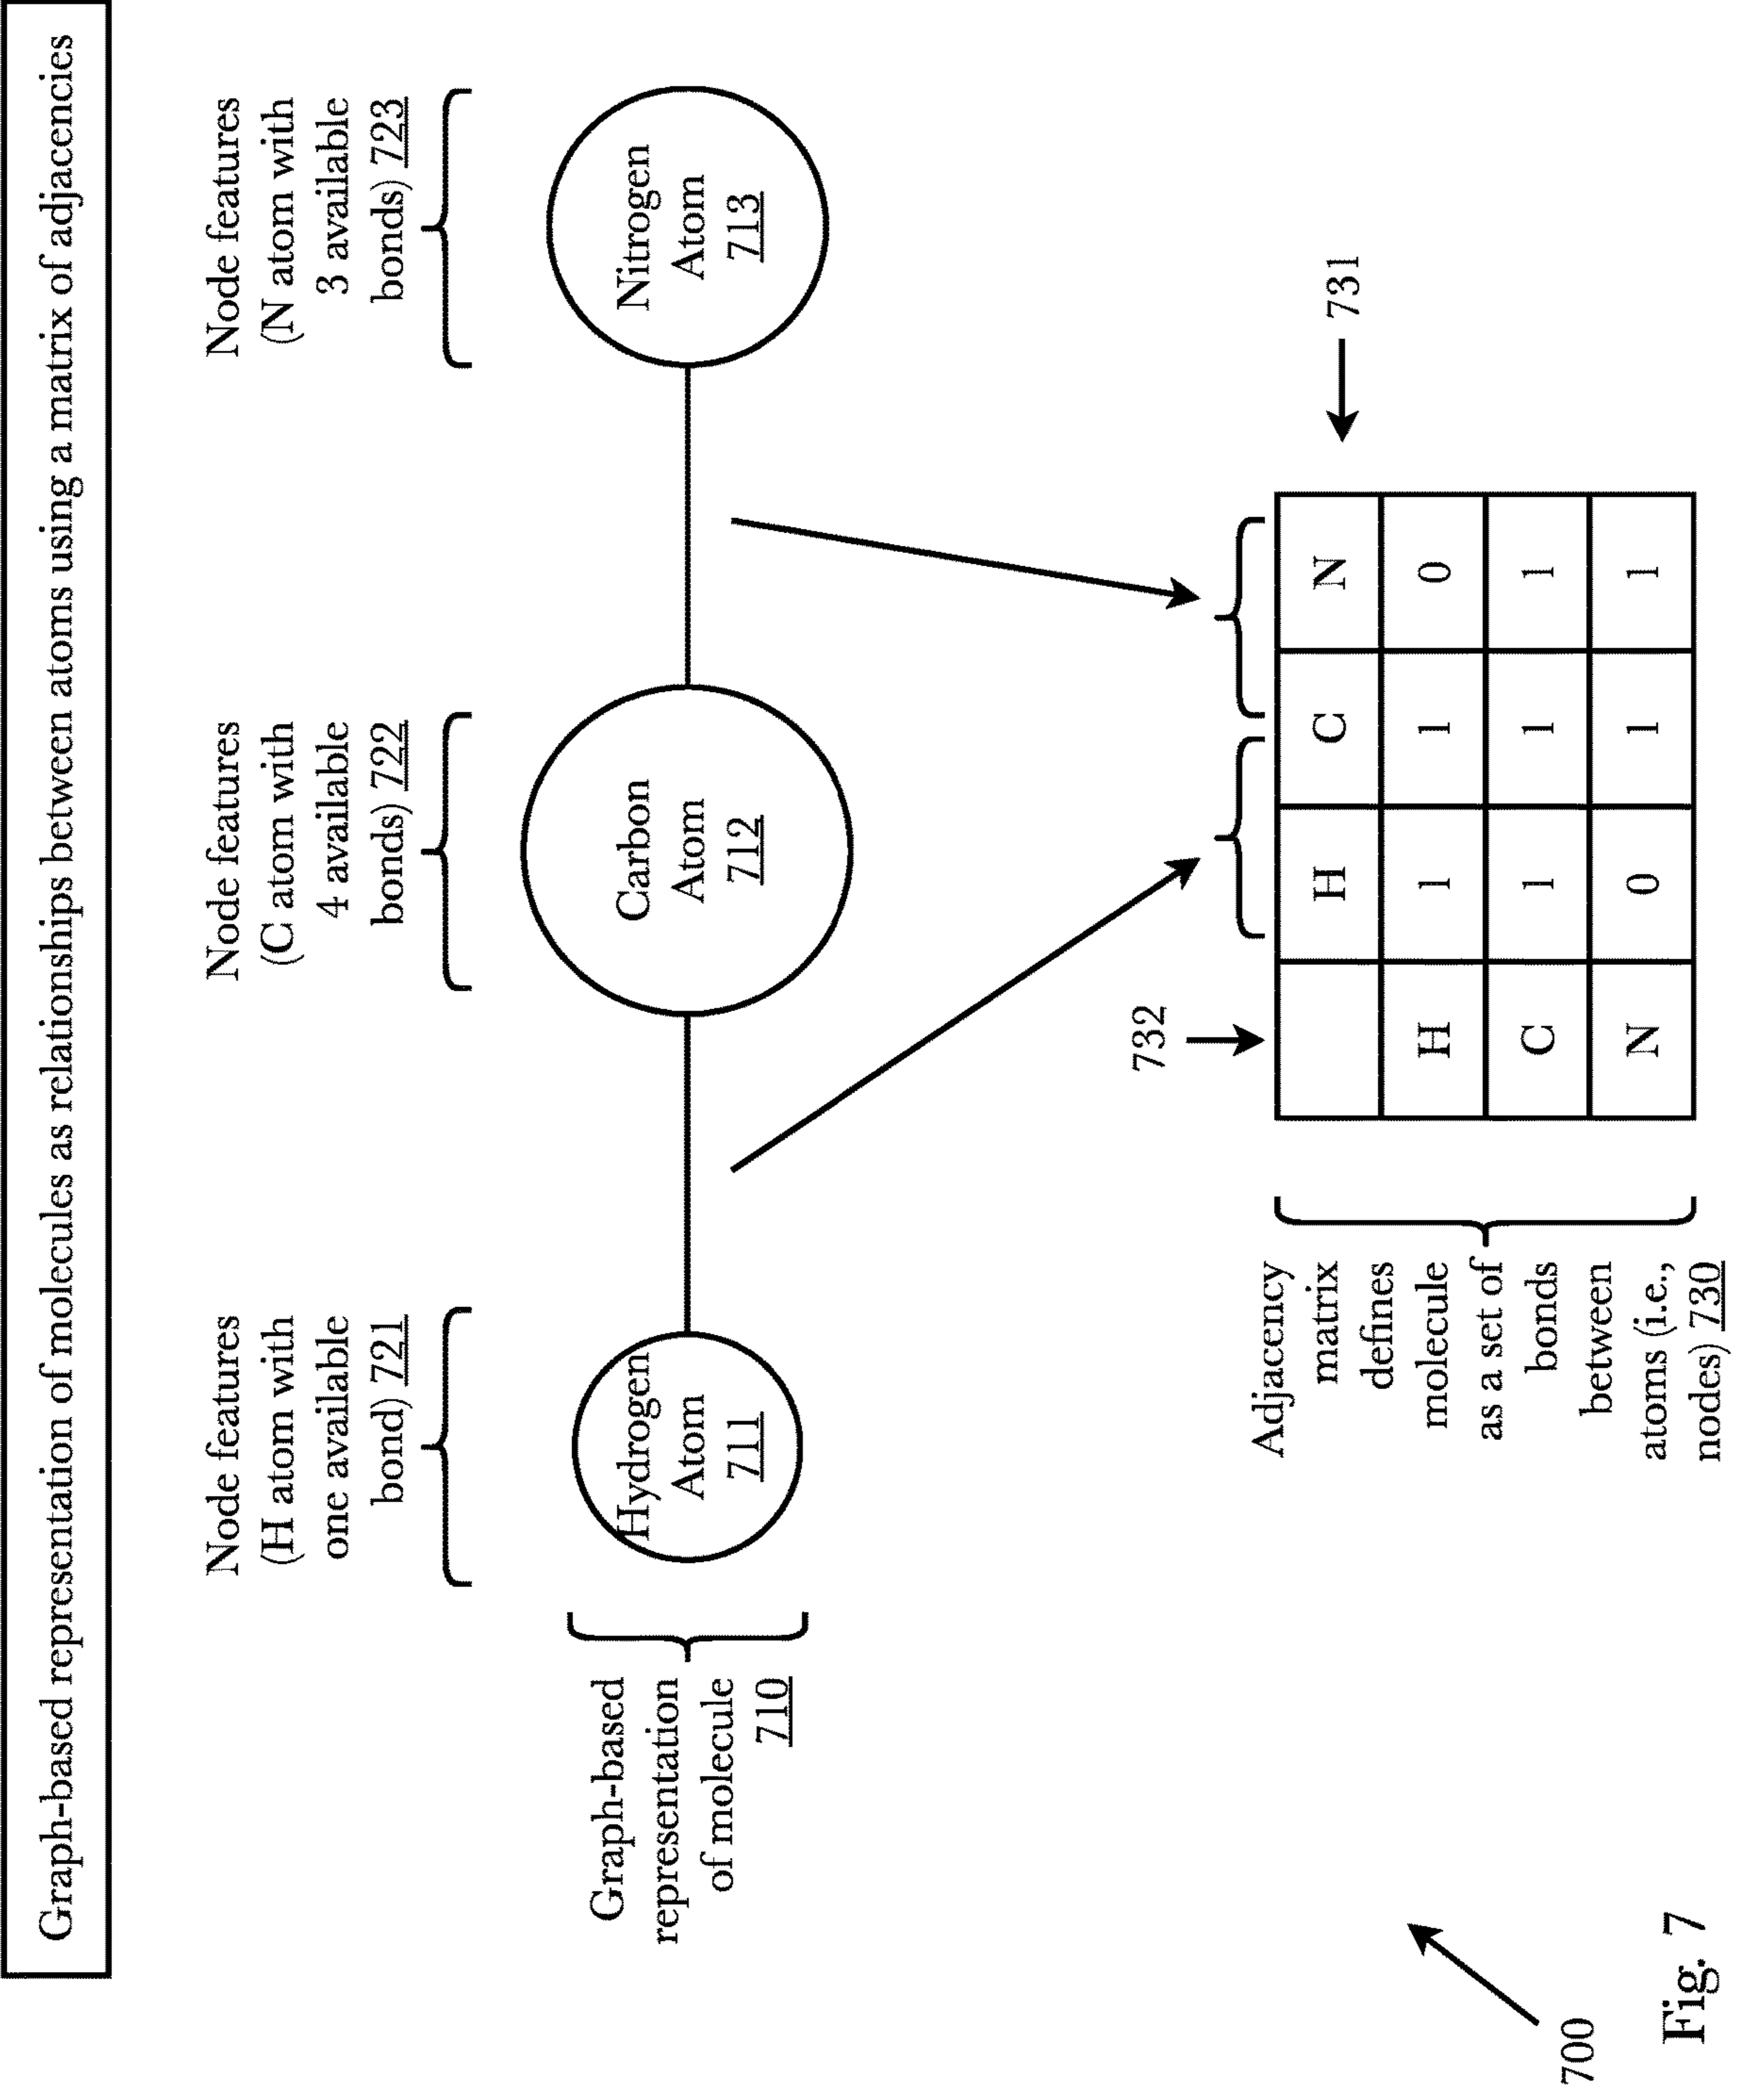 Graph-based representation of molecules as relationships between atoms using a matrix of adjacencies
Node features
(H atom with
one available
bond) 721
Node features
(C atom with
4 available
bonds) 722
Node features
(N atom with
3 available
bonds) 723
Graph-based
representation
of molecule
710
Hydrogen
Atom
711
Carbon
Atom
712
Nitrogen
Atom
713
732
731
Adjacency
matrix
defines
molecule
as a set of
bonds
between
atoms (i.e.,
nodes) 730
H C N
H 1 1 0
C 1 1 1
N 0 1 1
700
Fig. 7